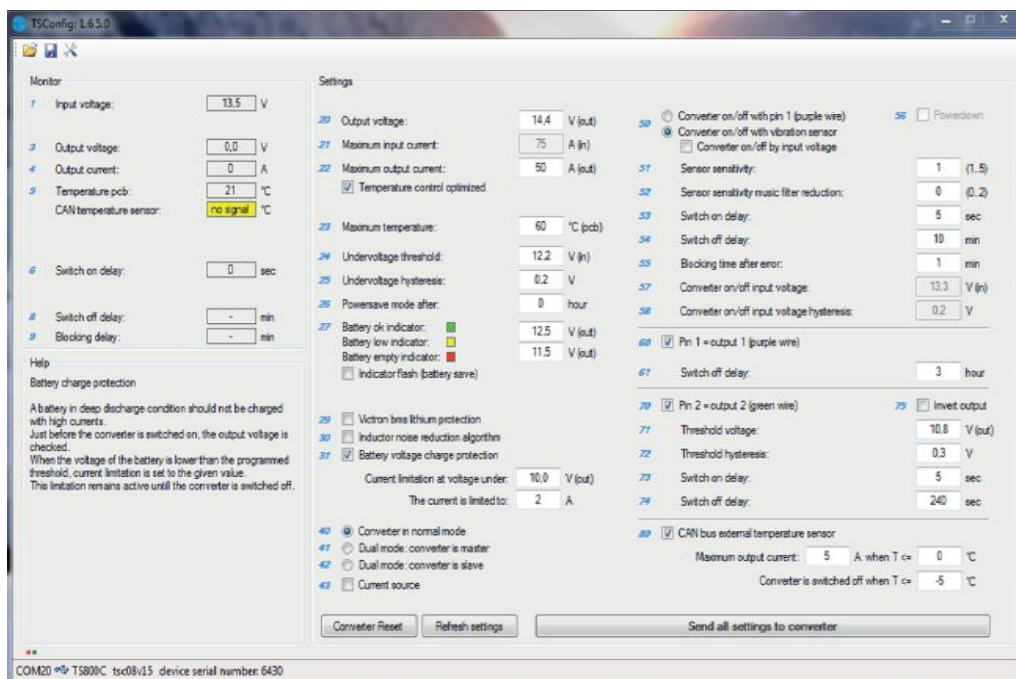 TSConfig: 1.6.5.0
Monitor
1 Input voltage: 13,5 V
3 Output voltage: 0,0 V
4 Output current: 0 A
5 Temperature pcb: 21 °C
CAN temperature sensor: no signal °C
6 Switch on delay: 0 sec
8 Switch off delay: - min
9 Blocking delay: - min
Help
Battery charge protection
A battery in deep discharge condition should not be charged
with high currents.
Just before the converter is switched on, the output voltage is
checked.
When the voltage of the battery is lower than the programmed
threshold, current limitation is set to the given value.
This limitation remains active untill the converter is switched off.
Settings
20 Output voltage: 14,4 V (out)
21 Maximum input current: 75 A (in)
22 Maximum output current: 50 A (out)
Temperature control optimized
23 Maximum temperature: 60 °C (pcb)
24 Undervoltage threshold: 12,2 V (in)
25 Undervoltage hysteresis: 0,2 V
26 Powersave mode after: 0 hour
27 Battery ok indicator: 12,5 V (out)
Battery low indicator:
Battery empty indicator: 11,5 V (out)
Indicator flash (battery save)
29 Victron bms lithium protection
30 Inductor noise reduction algorithm
31 Battery voltage charge protection
Current limitation at voltage under: 10,0 V (out)
The current is limited to: 2 A
40 Converter in normal mode
41 Dual mode: converter is master
42 Dual mode: converter is slave
43 Current source
Converter Reset Refresh settings
50 Converter on/off with pin 1 (purple wire)
Converter on/off with vibration sensor
Converter on/off by input voltage
56 Powerdown
51 Sensor sensitivity: 1 (1..5)
52 Sensor sensitivity music filter reduction: 0 (0..2)
53 Switch on delay: 5 sec
54 Switch off delay: 10 min
55 Blocking time after error: 1 min
57 Converter on/off input voltage: 13,3 V (in)
58 Converter on/off input voltage hysteresis: 0,2 V
60 Pin 1 = output 1 (purple wire)
61 Switch off delay: 3 hour
70 Pin 2 = output 2 (green wire) 75 Invert output
71 Threshold voltage: 10,8 V (out)
72 Threshold hysteresis: 0,3 V
73 Switch on delay: 5 sec
74 Switch off delay: 240 sec
80 CAN bus external temperature sensor
Maximum output current: 5 A when T <= 0 °C
Converter is switched off when T <= -5 °C
Send all settings to converter
COM20 TS800C tsc08v15 device serial number: 6430